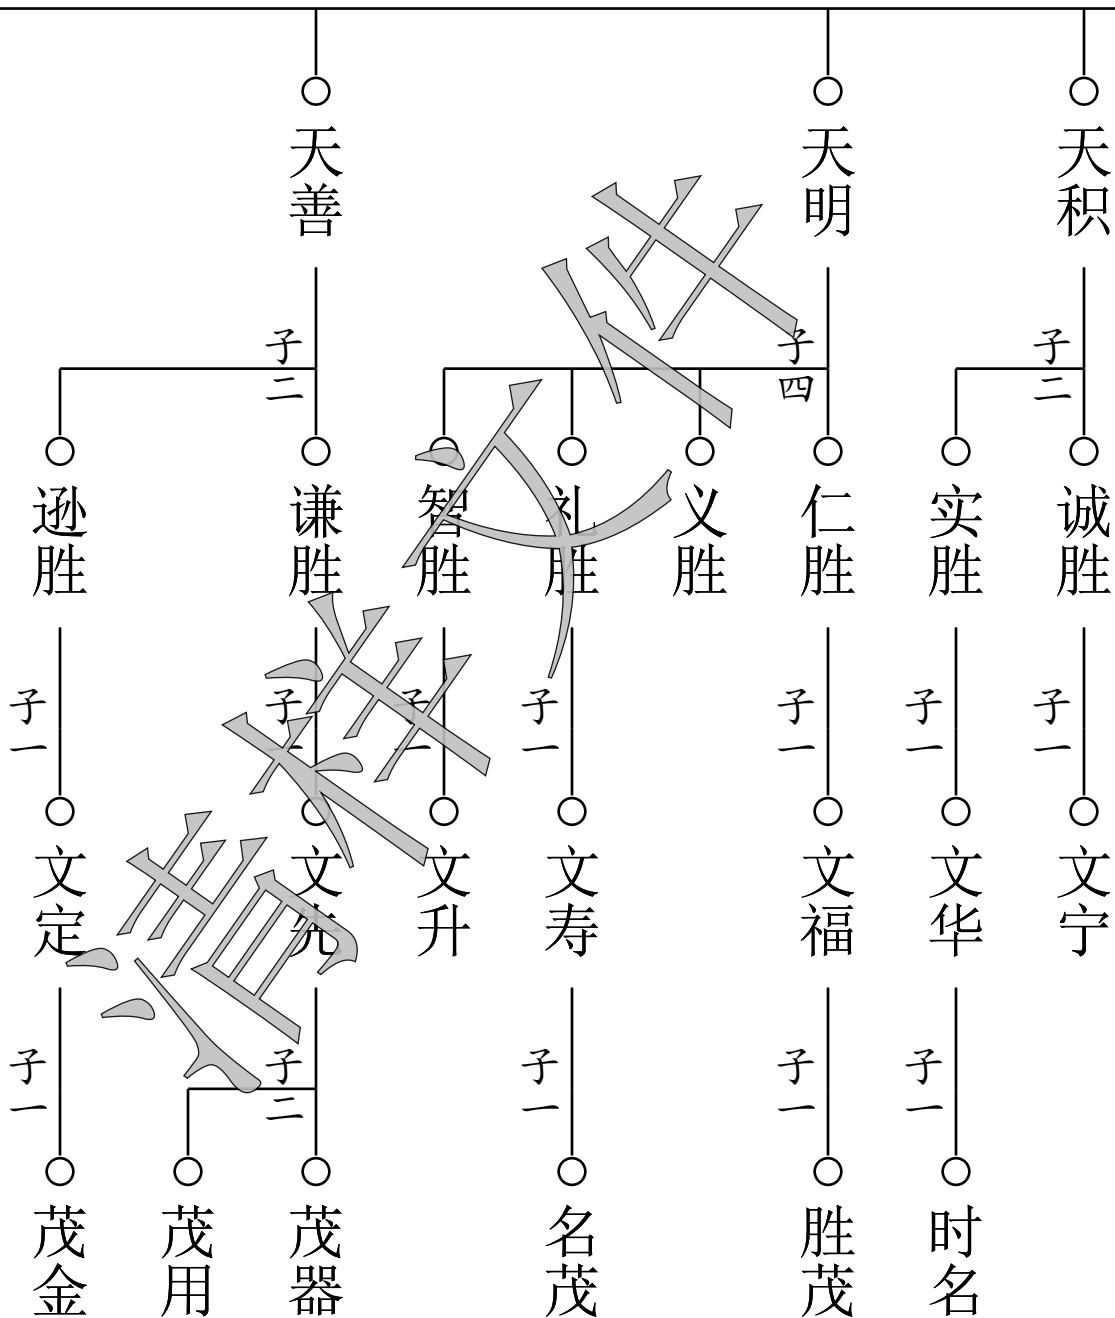 天积
天明
天善
子二
子四
子二
诚胜
实胜
仁胜
义胜
礼胜
智胜
谦胜
逊胜
子一
子一
子一
子一
子一
子一
子一
文宁
文华
文福
文寿
文升
文先
文定
子一
子一
子一
子二
子一
时名
胜茂
名茂
茂器
茂用
茂金
清样文件